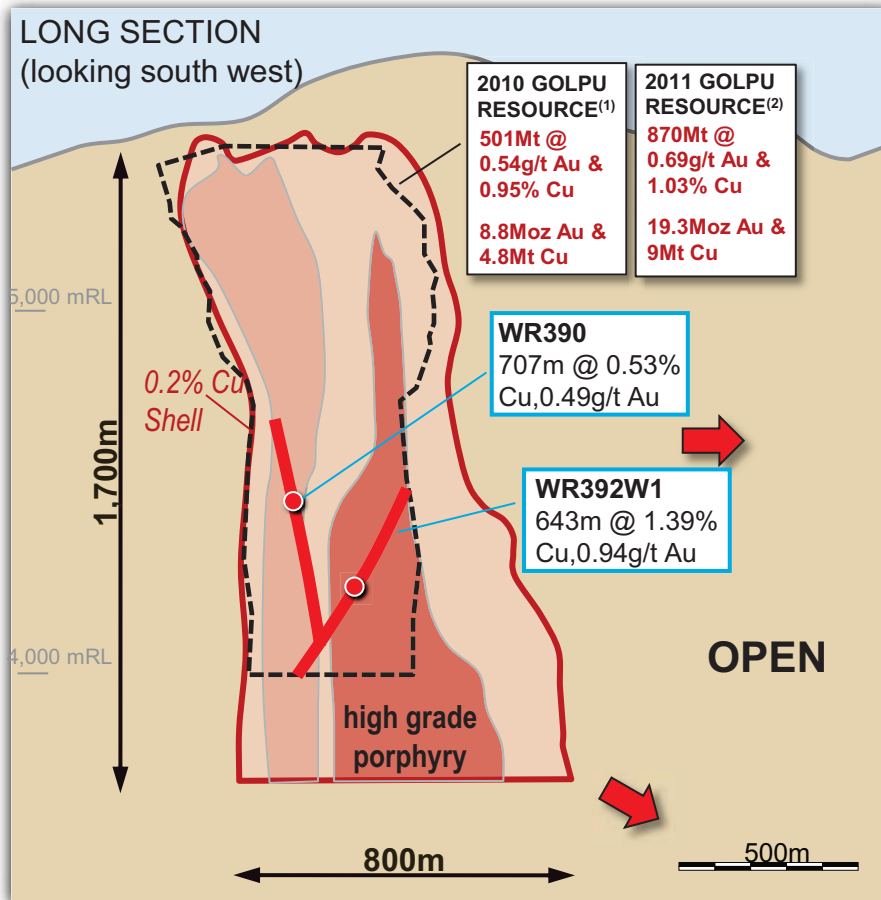 LONG SECTION
(looking south west)
2010 GOLPU
RESOURCE(1)
501Mt @
0.54g/t Au &
0.95% Cu
8.8Moz Au &
4.8Mt Cu
2011 GOLPU
RESOURCE(2)
870Mt @
0.69g/t Au &
1.03% Cu
19.3Moz Au &
9Mt Cu
5,000 mRL
WR390
707m @ 0.53%
Cu,0.49g/t Au
0.2% Cu
Shell
1,700m
WR392W1
643m @ 1.39%
Cu,0.94g/t Au
4,000 mRL
OPEN
high grade
porphyry
800m
500m